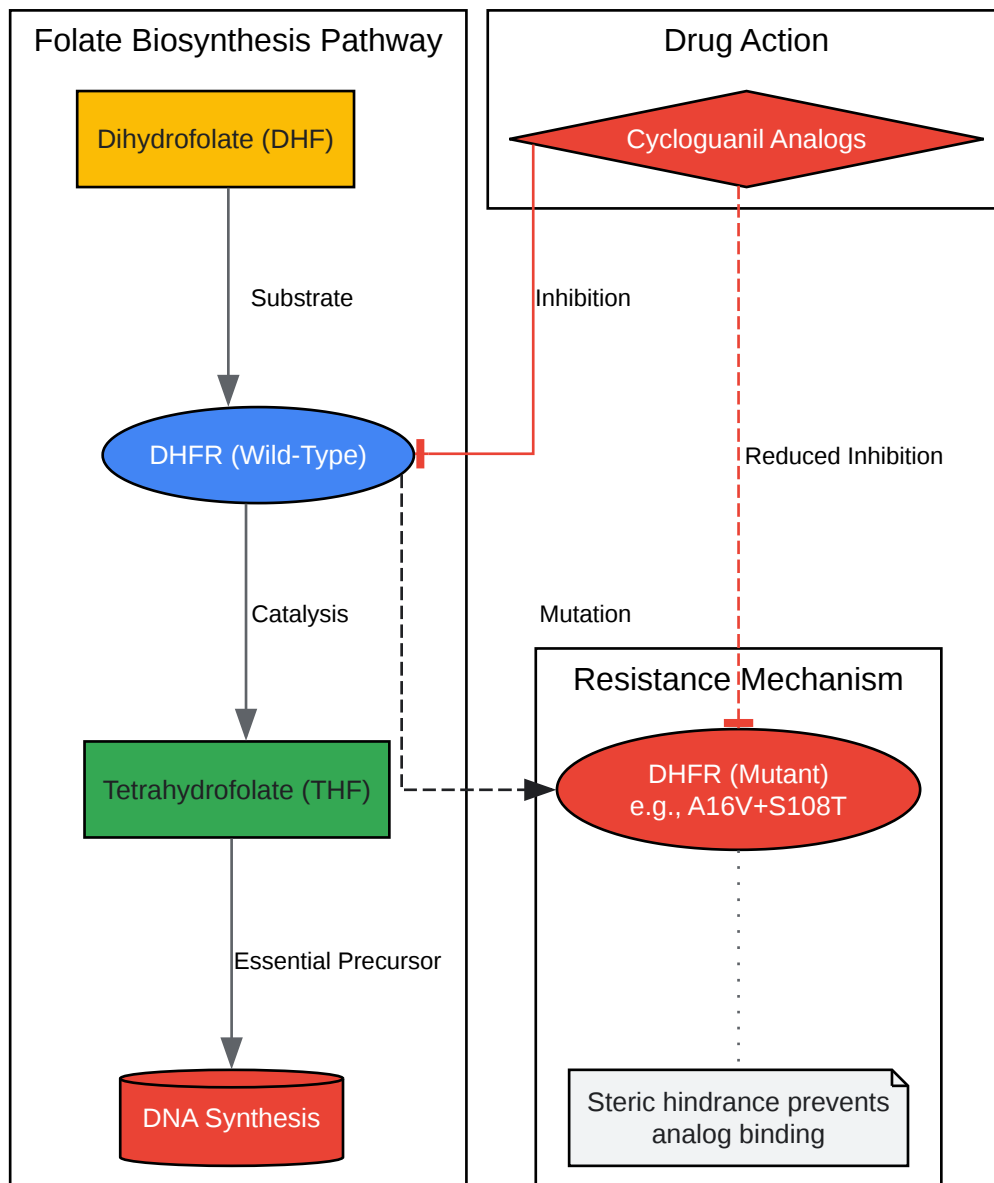 Folate Biosynthesis Pathway
Drug Action
Dihydrofolate (DHF)
Cycloguanil Analogs
Substrate
Inhibition
DHFR (Wild-Type)
Reduced Inhibition
Catalysis
Mutation
Resistance Mechanism
Tetrahydrofolate (THF)
DHFR (Mutant)
e.g., A16V+S108T
Essential Precursor
DNA Synthesis
Steric hindrance prevents
analog binding